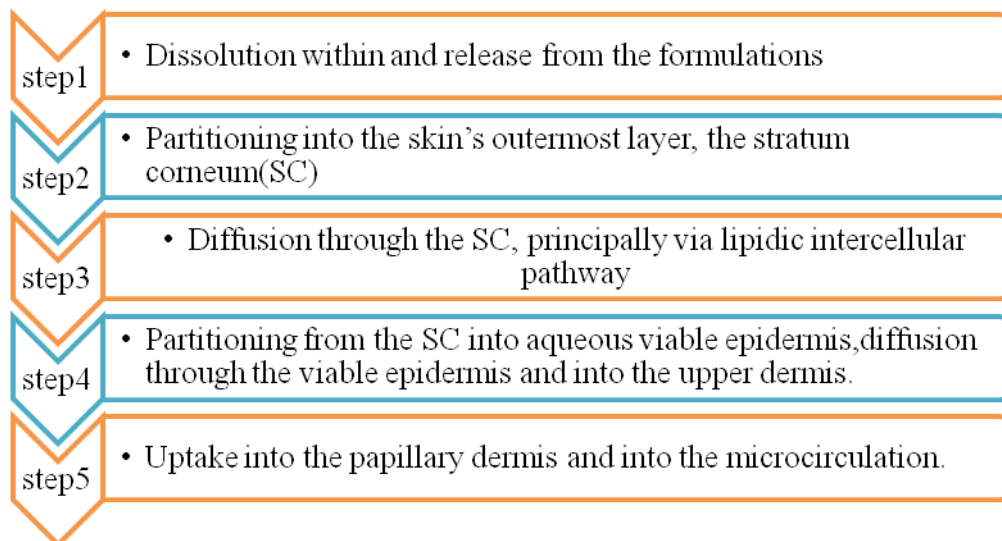 step1
• Dissolution within and release from the formulations
step2
• Partitioning into the skin’s outermost layer, the stratum
corneum(SC)
step3
• Diffusion through the SC, principally via lipidic intercellular
pathway
step4
• Partitioning from the SC into aqueous viable epidermis,diffusion
through the viable epidermis and into the upper dermis.
step5
• Uptake into the papillary dermis and into the microcirculation.